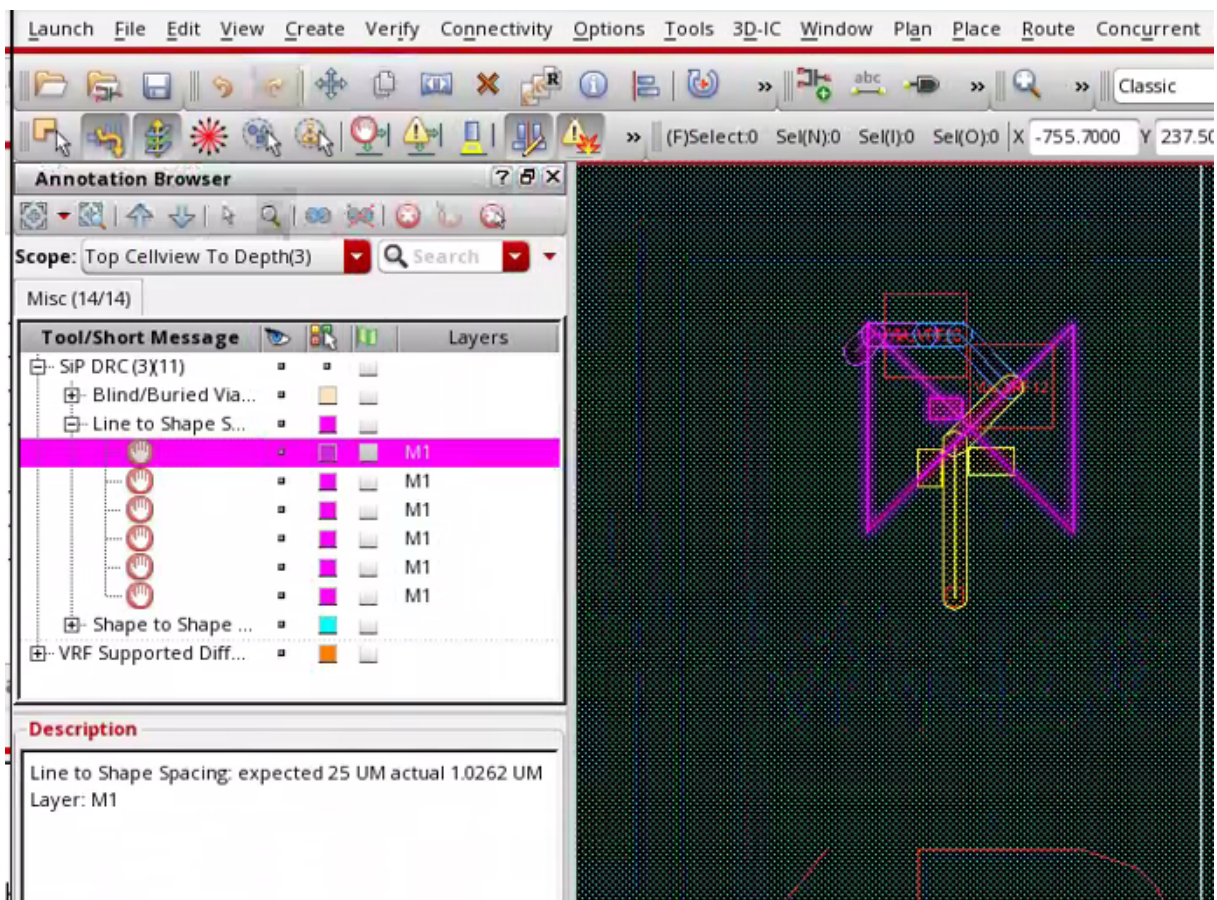 Launch File Edit View Create Verify Connectivity Options Tools 3D-IC Window Plan Place Route Concurrent
R abc » » » Classic
» (F)Select:0 Sel(N):0 Sel(I):0 Sel(O):0 X -755.7000 Y 237.50
Annotation Browser
Scope: Top Cellview To Depth(3) Search
Misc (14/14)
Tool/Short Message Layers
SiP DRC (3)(11)
Blind/Buried Via...
Line to Shape S...
M1
M1
M1
M1
M1
M1
Shape to Shape ...
VRF Supported Diff...
Description
Line to Shape Spacing: expected 25 UM actual 1.0262 UM
Layer: M1